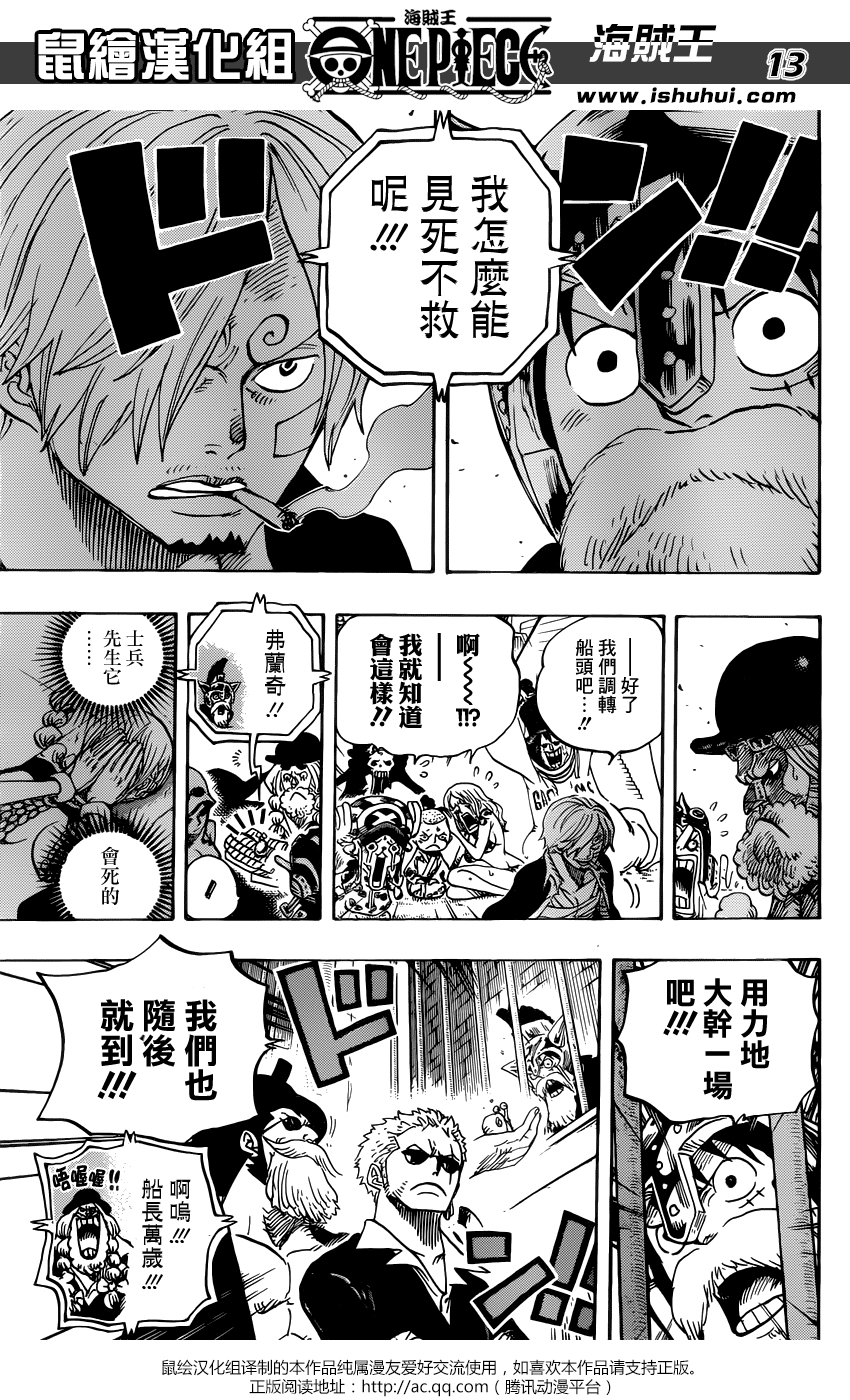 鼠繪漢化組
海賊王
ONE PIECE
海賊王
13
www.ishuhui.com
ドン!!
我怎麼能
見死不救
呢!!!
——好了
我們調轉
船頭吧…!!
啊~~~!!?
——我就知道
會這樣!!
弗蘭奇!!
士兵
先生它
……
會死的
用力地
大幹一場
吧!!!
ドン!!
我們也
隨後
就到!!!
唔喔喔!!
啊嗚!!!
船長萬歲!!!
鼠绘汉化组译制的本作品纯属漫友爱好交流使用，如喜欢本作品请支持正版。
正版阅读地址：http://ac.qq.com（腾讯动漫平台）